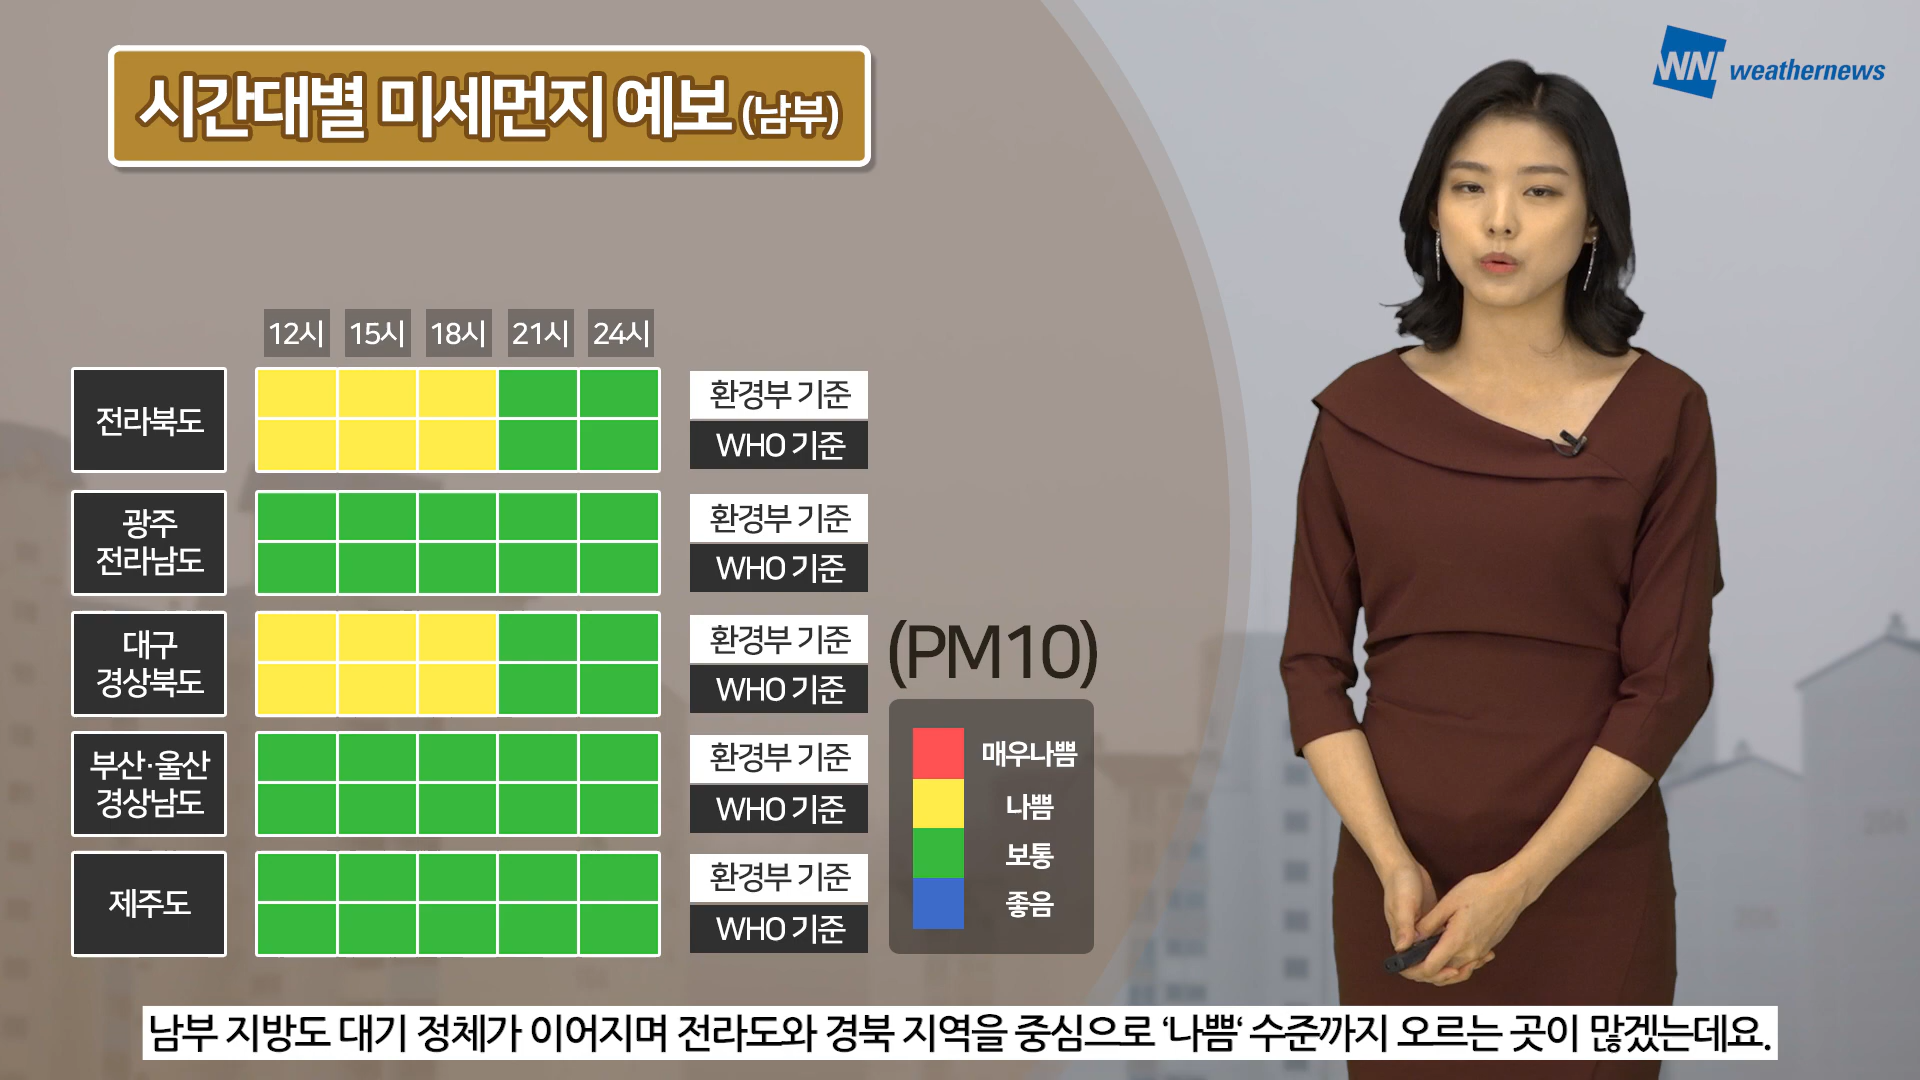 시간대별 미세먼지 예보 (남부)
WN weathernews
12시 15시 18시 21시 24시
전라북도
환경부 기준
WHO 기준
광주
전라남도
환경부 기준
WHO 기준
대구
경상북도
환경부 기준
WHO 기준
부산·울산
경상남도
환경부 기준
WHO 기준
제주도
환경부 기준
WHO 기준
(PM10)
매우나쁨
나쁨
보통
좋음
남부 지방도 대기 정체가 이어지며 전라도와 경북 지역을 중심으로 ‘나쁨‘ 수준까지 오르는 곳이 많겠는데요.